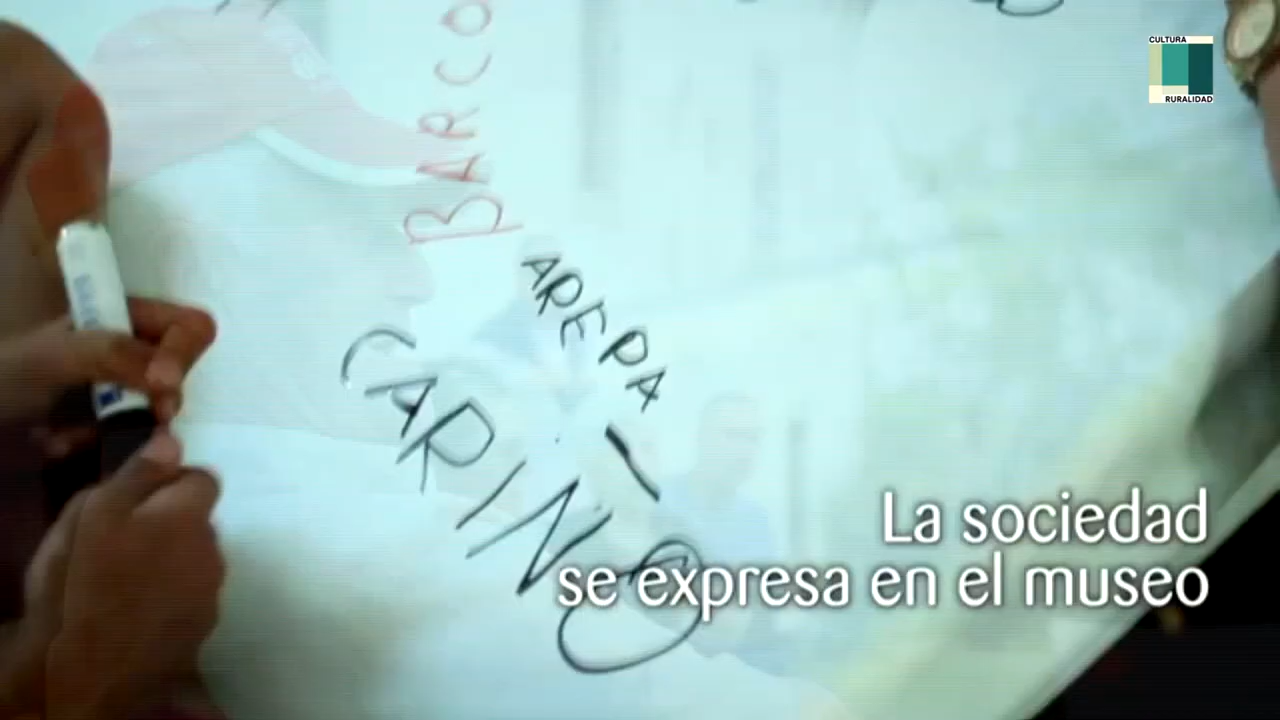 CULTURA
RURALIDAD
BARCO
AREPA
CARIÑO
La sociedad
se expresa en el museo